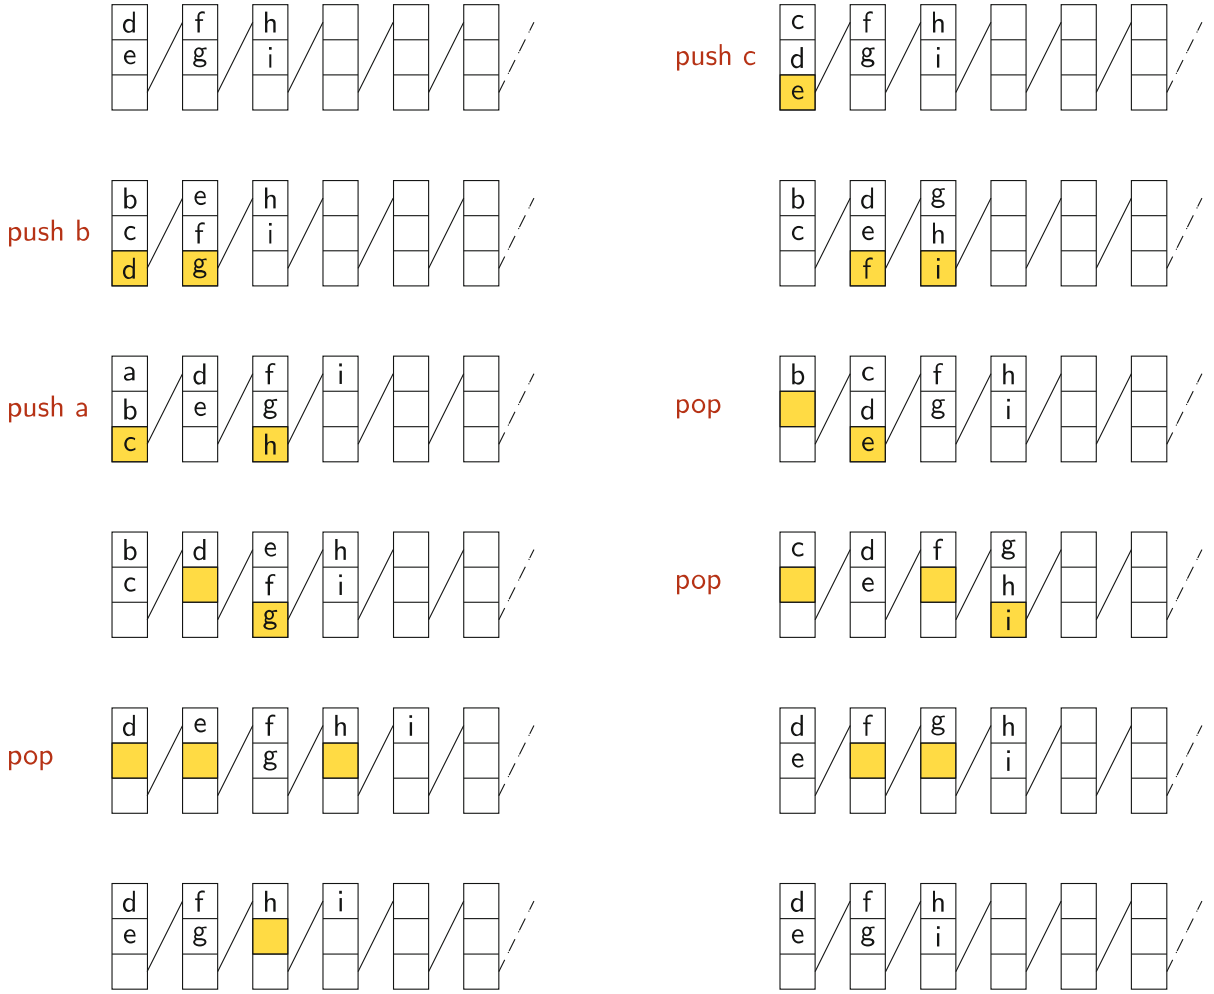 d f h
e g
i
push c
c f h
d g i
e
push b
b e h
c f i
d g
b d g
c e h
f i
push a
a d f i
b e g
c h
pop
b c f h
d g i
e
b d e h
c f i
g
pop
c d f g
e h
i
pop
d e f h i
g
d f g h
e i
d f h i
e g
d f h
e g i